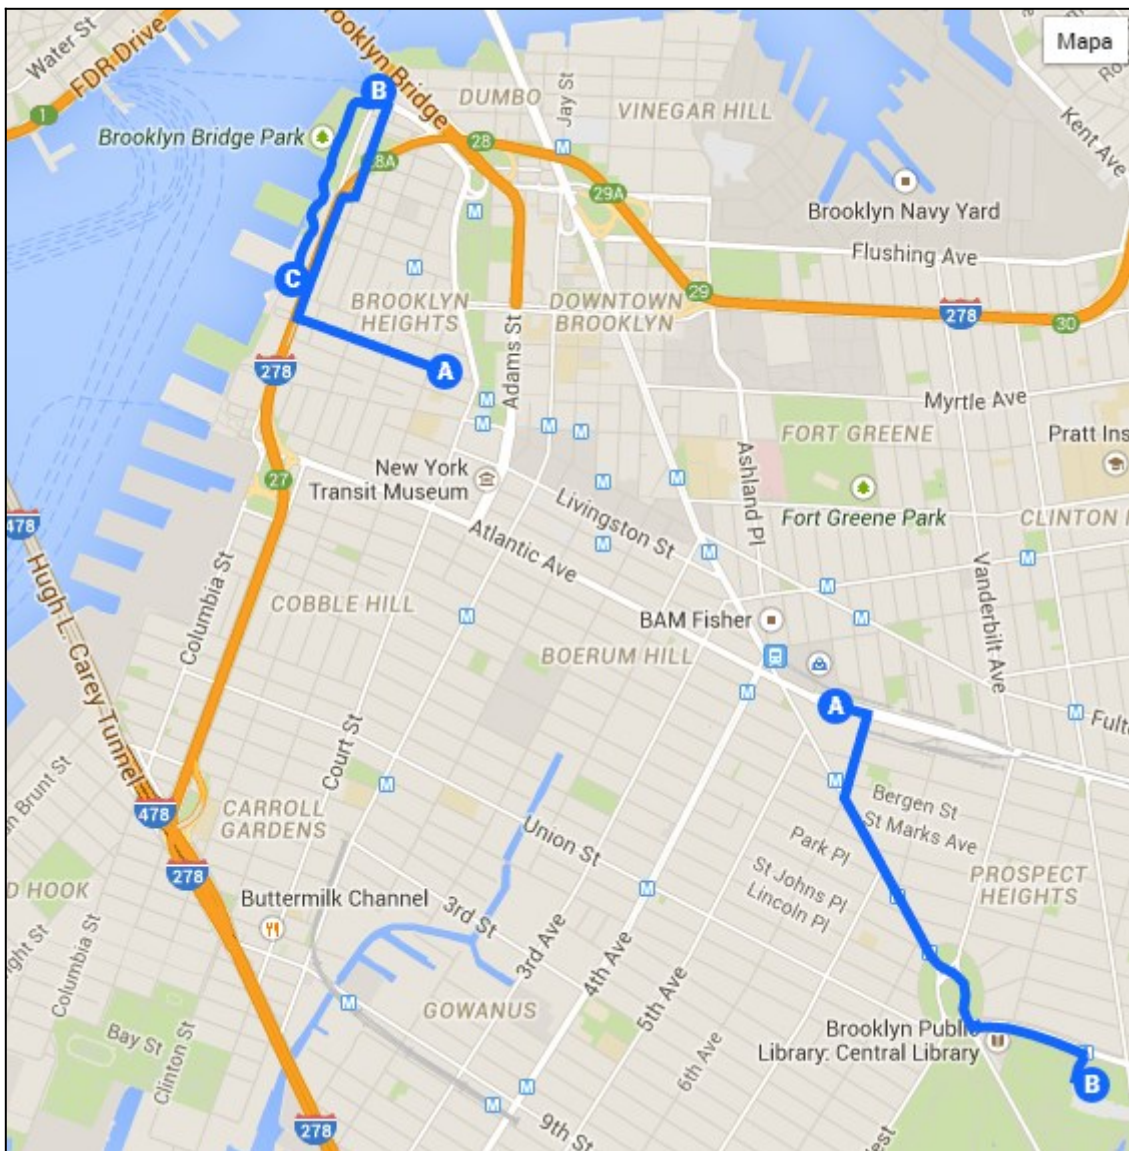 Mapa
Water St
FDR Drive
1
Brooklyn Bridge
B
DUMBO
Jay St
VINEGAR HILL
Kent Ave
Brooklyn Bridge Park
28A
28
29A
Brooklyn Navy Yard
Flushing Ave
C
BROOKLYN
HEIGHTS
DOWNTOWN
BROOKLYN
29
278
30
A
278
Adams St
Myrtle Ave
FORT GREENE
Pratt Ins
27
New York
Transit Museum
Ashland Pl
Fort Greene Park
CLINTON
478
Livingston St
Atlantic Ave
Vanderbilt Ave
Hugh L. Carey Tunnel
Columbia St
COBBLE HILL
BAM Fisher
BOERUM HILL
A
Fult
Court St
Brunt St
478
CARROLL
GARDENS
Bergen St
St Marks Ave
Union St
Park Pl
278
PROSPECT
HEIGHTS
St Johns Pl
Lincoln Pl
D HOOK
Buttermilk Channel
3rd St
ght St
Columbia St
3rd Ave
4th Ave
5th Ave
GOWANUS
6th Ave
Brooklyn Public
Library: Central Library
Bay St
Clinton St
B
278
9th St